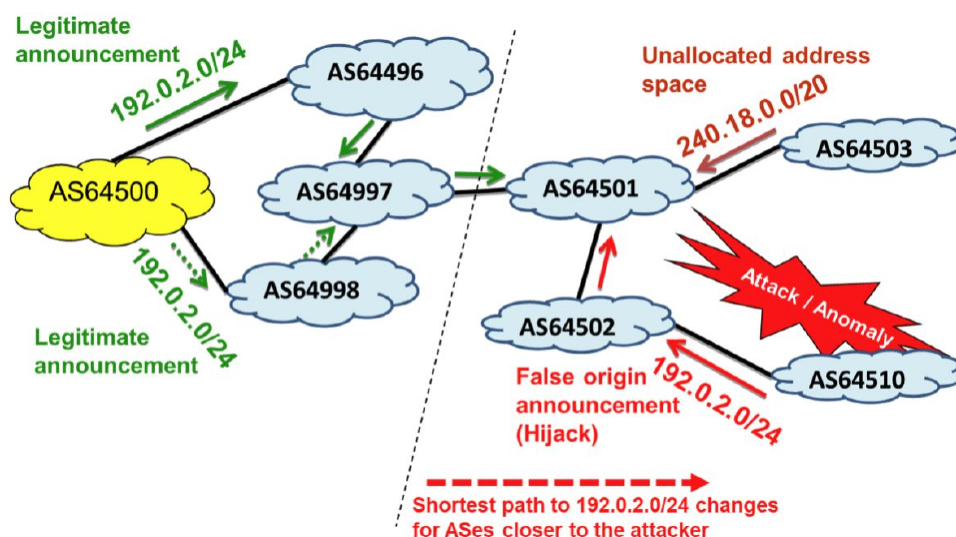 Legitimate
announcement
192.0.2.0/24
AS64496
Unallocated address
space
240.18.0.0/20
AS64503
AS64500
AS64997
AS64501
192.0.2.0/24
AS64998
Legitimate
announcement
AS64502
Attack / Anomaly
AS64510
False origin
announcement
(Hijack)
192.0.2.0/24
Shortest path to 192.0.2.0/24 changes
for ASes closer to the attacker